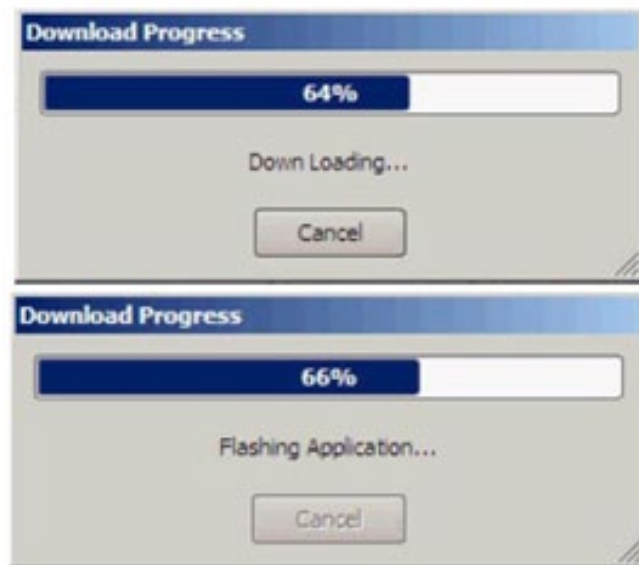 Download Progress
64%
Down Loading...
Cancel
Download Progress
66%
Flashing Application...
Cancel